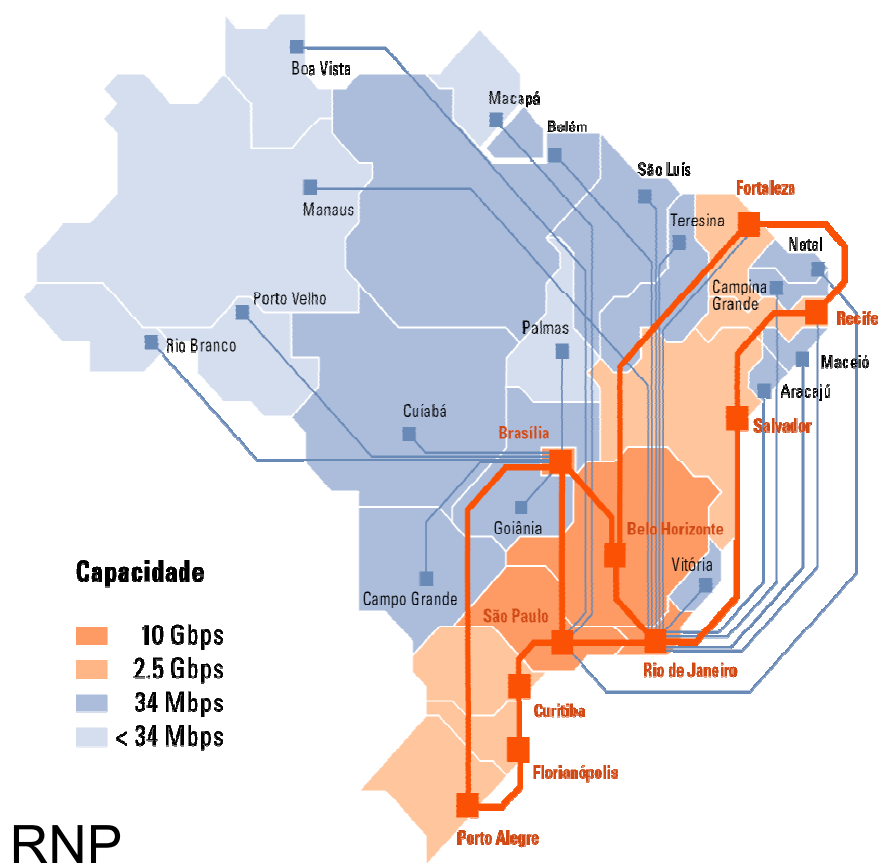 Boa Vista
Macapá
Belém
São Luís
Fortaleza
Manaus
Teresina
Natal
Campina
Grande
Porto Velho
Recife
Palmas
Rio Branco
Maceió
Aracajú
Cuiabá
Salvador
Brasília
Goiânia
Belo Horizonte
Vitória
Capacidade
Campo Grande
São Paulo
10 Gbps
2.5 Gbps
34 Mbps
< 34 Mbps
Rio de Janeiro
Curitiba
Florianópolis
Porto Alegre
RNP